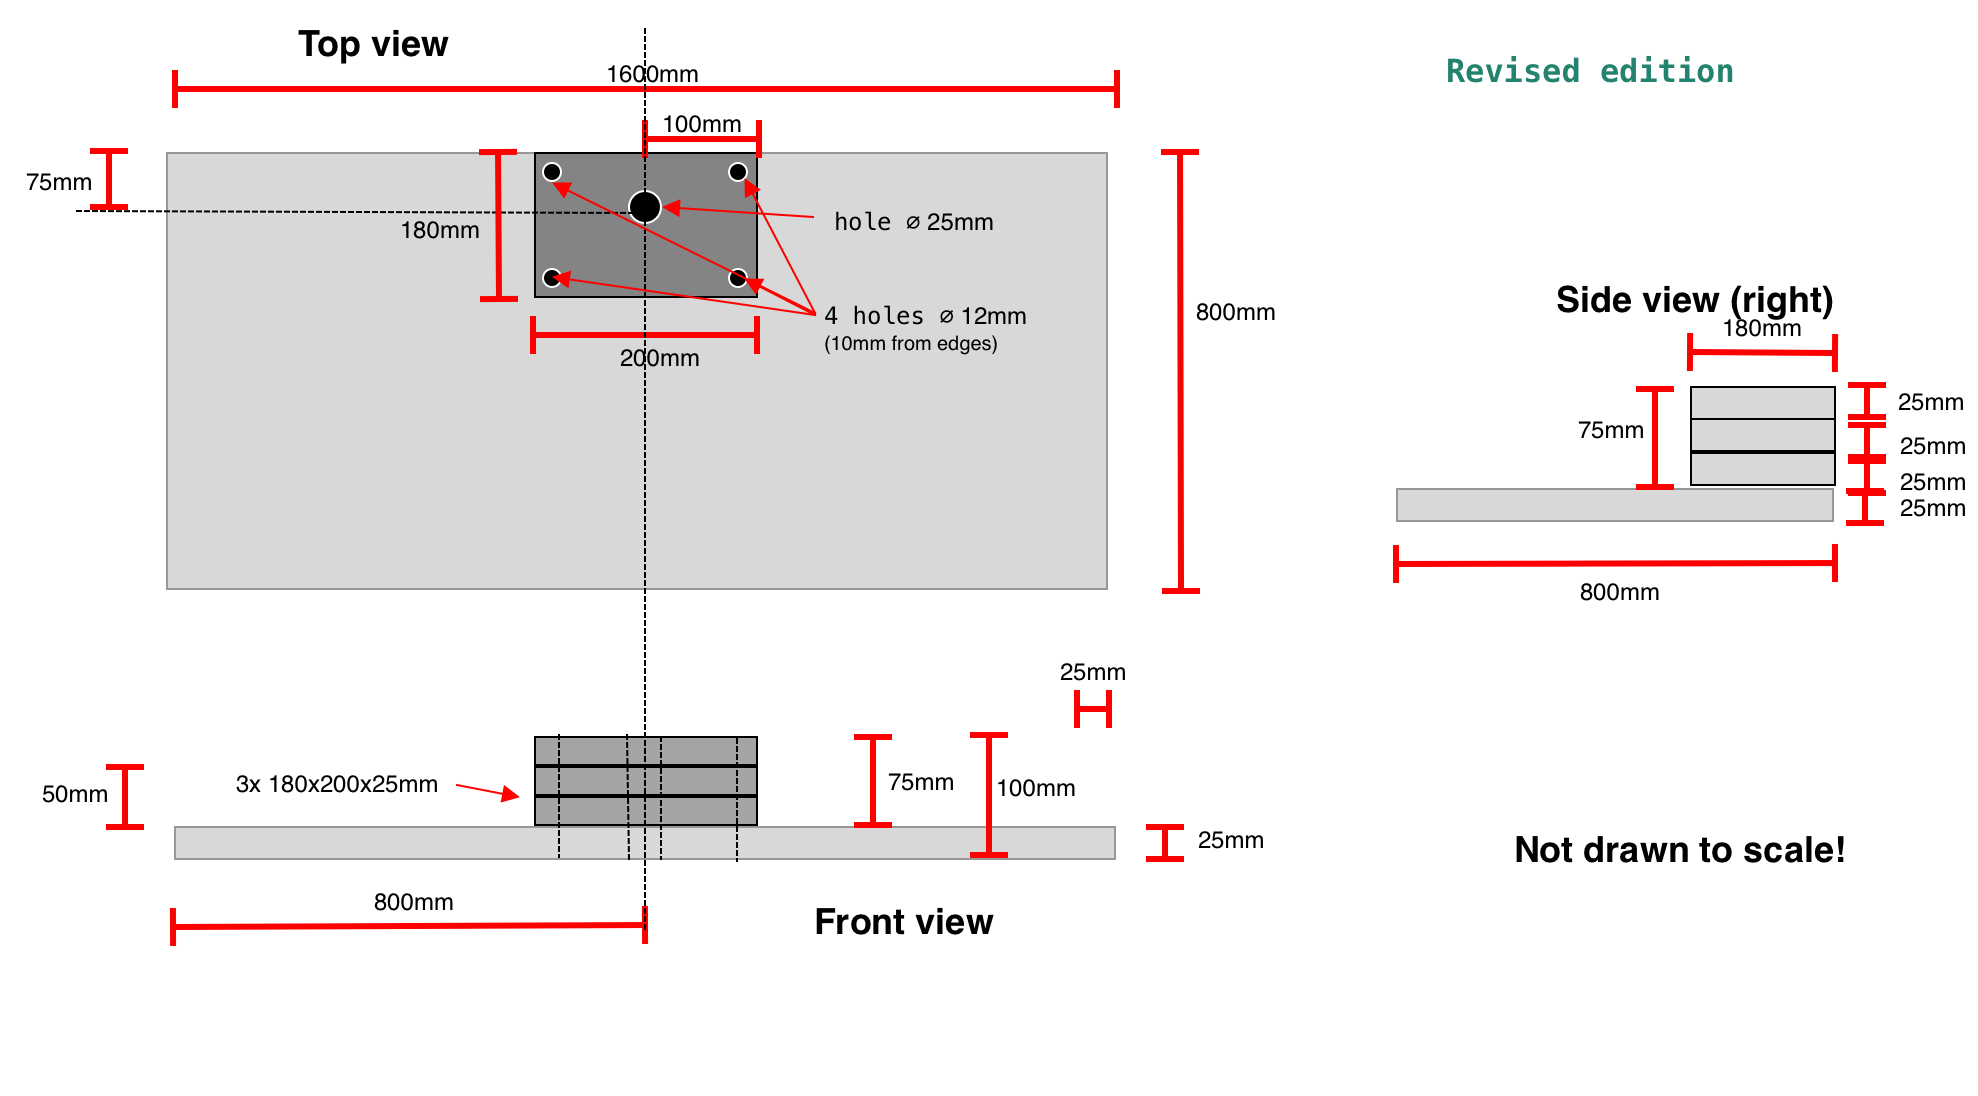 Top view
1600mm
Revised edition
100mm
75mm
180mm
hole ⌀ 25mm
4 holes ⌀ 12mm
(10mm from edges)
200mm
800mm
Side view (right)
180mm
75mm
25mm
25mm
25mm
25mm
800mm
25mm
50mm
3x 180x200x25mm
75mm
100mm
25mm
800mm
Front view
Not drawn to scale!